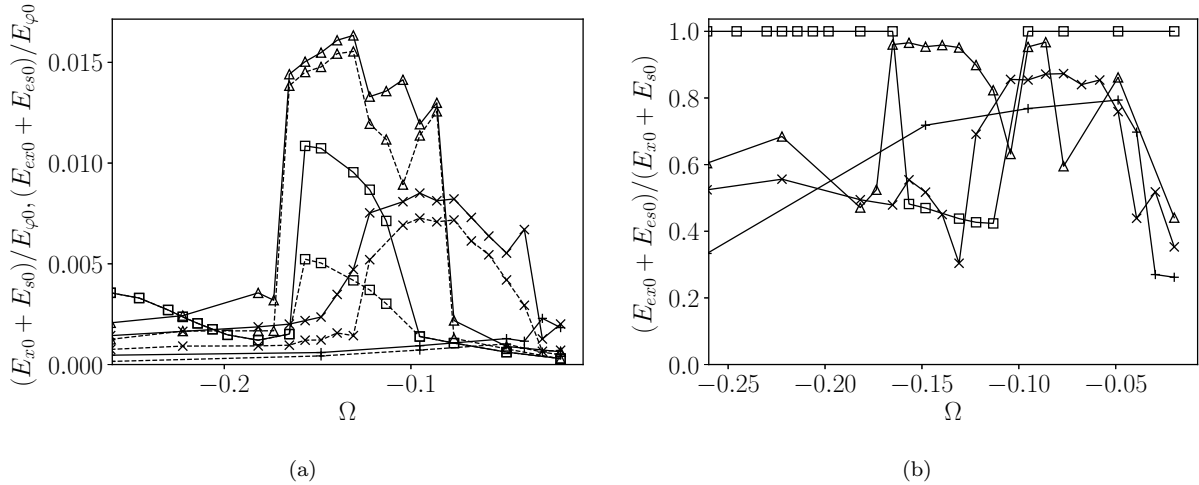 (E_{x0} + E_{s0})/E_{φ0}, (E_{ex0} + E_{es0})/E_{φ0}
0.015
0.010
0.005
0.000
−0.2
−0.1
Ω
(a)
(E_{ex0} + E_{es0})/(E_{x0} + E_{s0})
1.0
0.8
0.6
0.4
0.2
0.0
−0.25
−0.20
−0.15
−0.10
−0.05
Ω
(b)